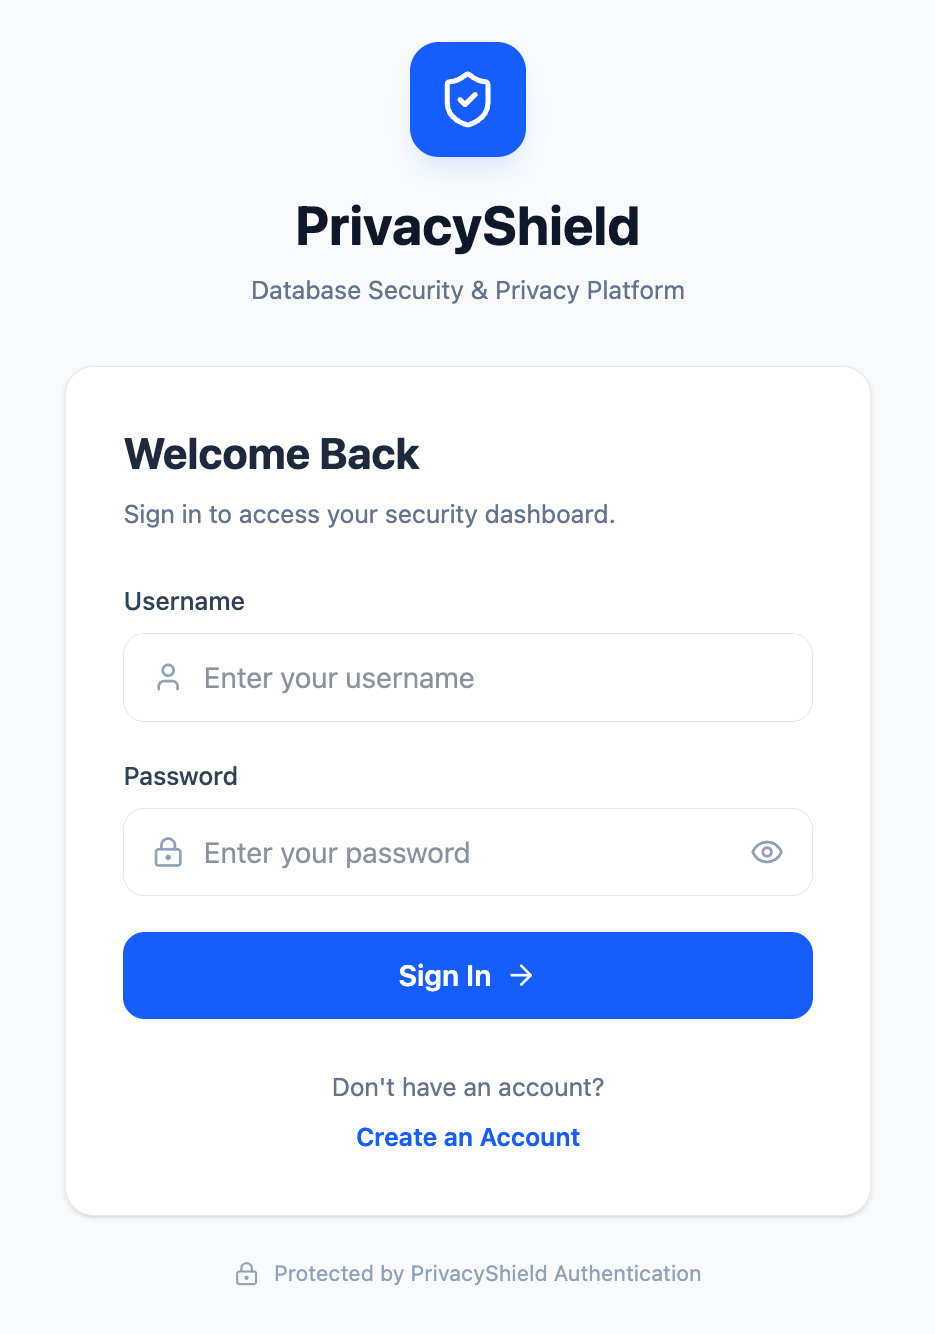 PrivacyShield
Database Security & Privacy Platform
Welcome Back
Sign in to access your security dashboard.
Username
Enter your username
Password
Enter your password
Sign In →
Don't have an account?
Create an Account
Protected by PrivacyShield Authentication